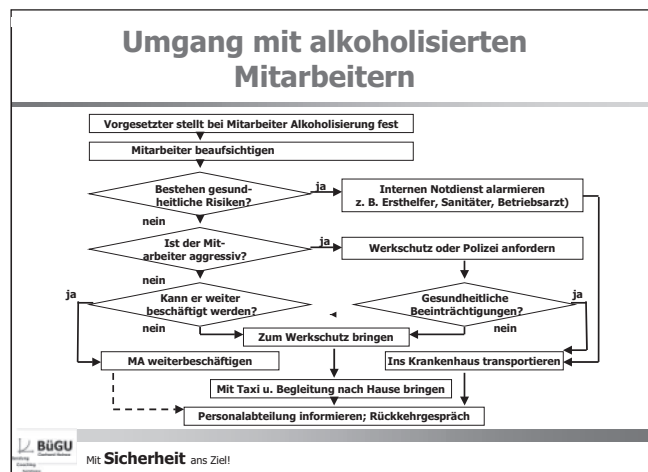 Umgang mit alkoholisierten
Mitarbeitern
Vorgesetzter stellt bei Mitarbeiter Alkoholisierung fest
Mitarbeiter beaufsichtigen
Bestehen gesund-
heitliche Risiken?
ja
Internen Notdienst alarmieren
z. B. Ersthelfer, Sanitäter, Betriebsarzt)
nein
Ist der Mit-
arbeiter aggressiv?
ja
Werkschutz oder Polizei anfordern
nein
ja
Kann er weiter
beschäftigt werden?
Gesundheitliche
Beeinträchtigungen?
ja
nein
Zum Werkschutz bringen
nein
MA weiterbeschäftigen
Ins Krankenhaus transportieren
Mit Taxi u. Begleitung nach Hause bringen
Personalabteilung informieren; Rückkehrgespräch
BüGU
Coaching
Mit Sicherheit ans Ziel!